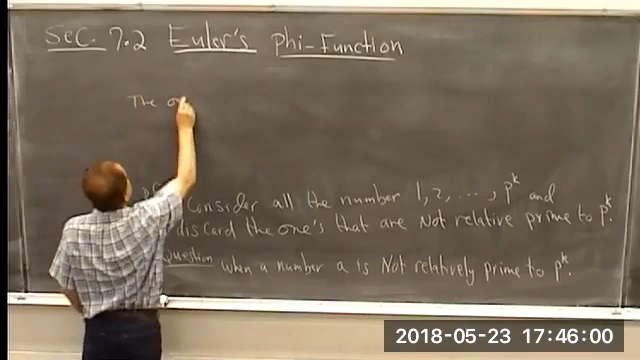 Sec. 7.2 Euler's Phi-Function
The on
Consider all the number 1, 2, ..., p^k and
discard the one's that are Not relative prime to p^k.
Question when a number a is Not relatively prime to p^k.
2018-05-23 17:46:00